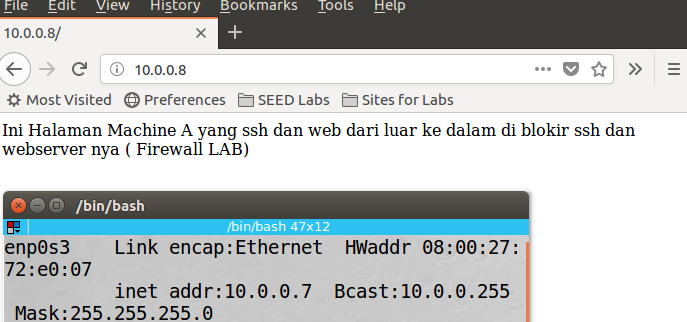 File Edit View History Bookmarks Tools Help
10.0.0.8/
10.0.0.8
Most Visited Preferences SEED Labs Sites for Labs
Ini Halaman Machine A yang ssh dan web dari luar ke dalam di blokir ssh dan
webserver nya ( Firewall LAB)
/bin/bash
/bin/bash 47x12
enp0s3 Link encap:Ethernet HWaddr 08:00:27:
72:e0:07
inet addr:10.0.0.7 Bcast:10.0.0.255
Mask:255.255.255.0